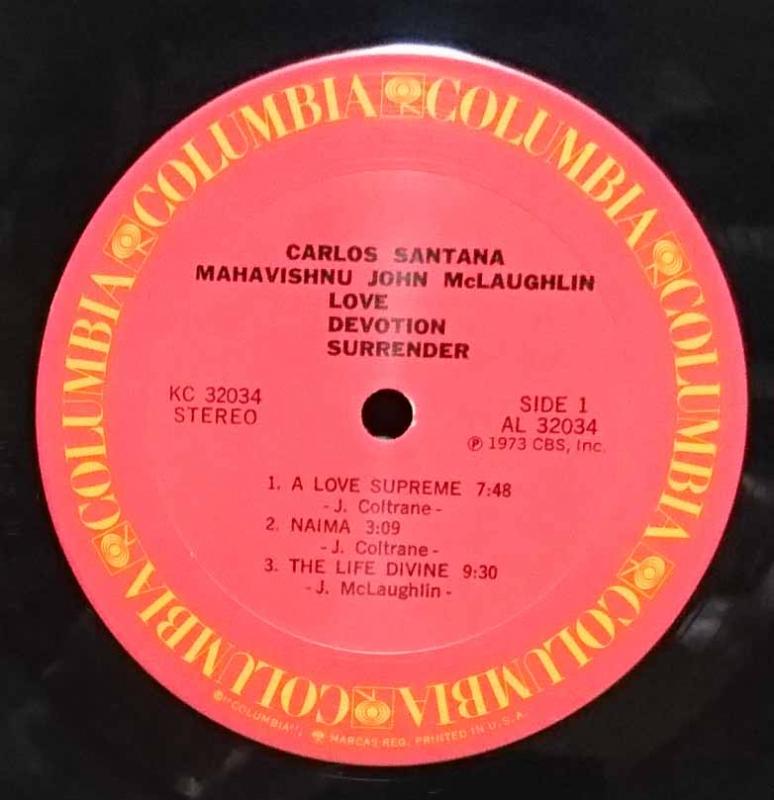 COLUMBIA COLUMBIA COLUMBIA COLUMBIA COLUMBIA COLUMBIA COLUMBIA COLUMBIA
CARLOS SANTANA
MAHAVISHNU JOHN McLAUGHLIN
LOVE
DEVOTION
SURRENDER
KC 32034
STEREO
SIDE 1
AL 32034
℗ 1973 CBS, Inc.
1. A LOVE SUPREME 7:48
- J. Coltrane -
2. NAIMA 3:09
- J. Coltrane -
3. THE LIFE DIVINE 9:30
- J. McLaughlin -
©"COLUMBIA", MARCAS REG. PRINTED IN U.S.A.